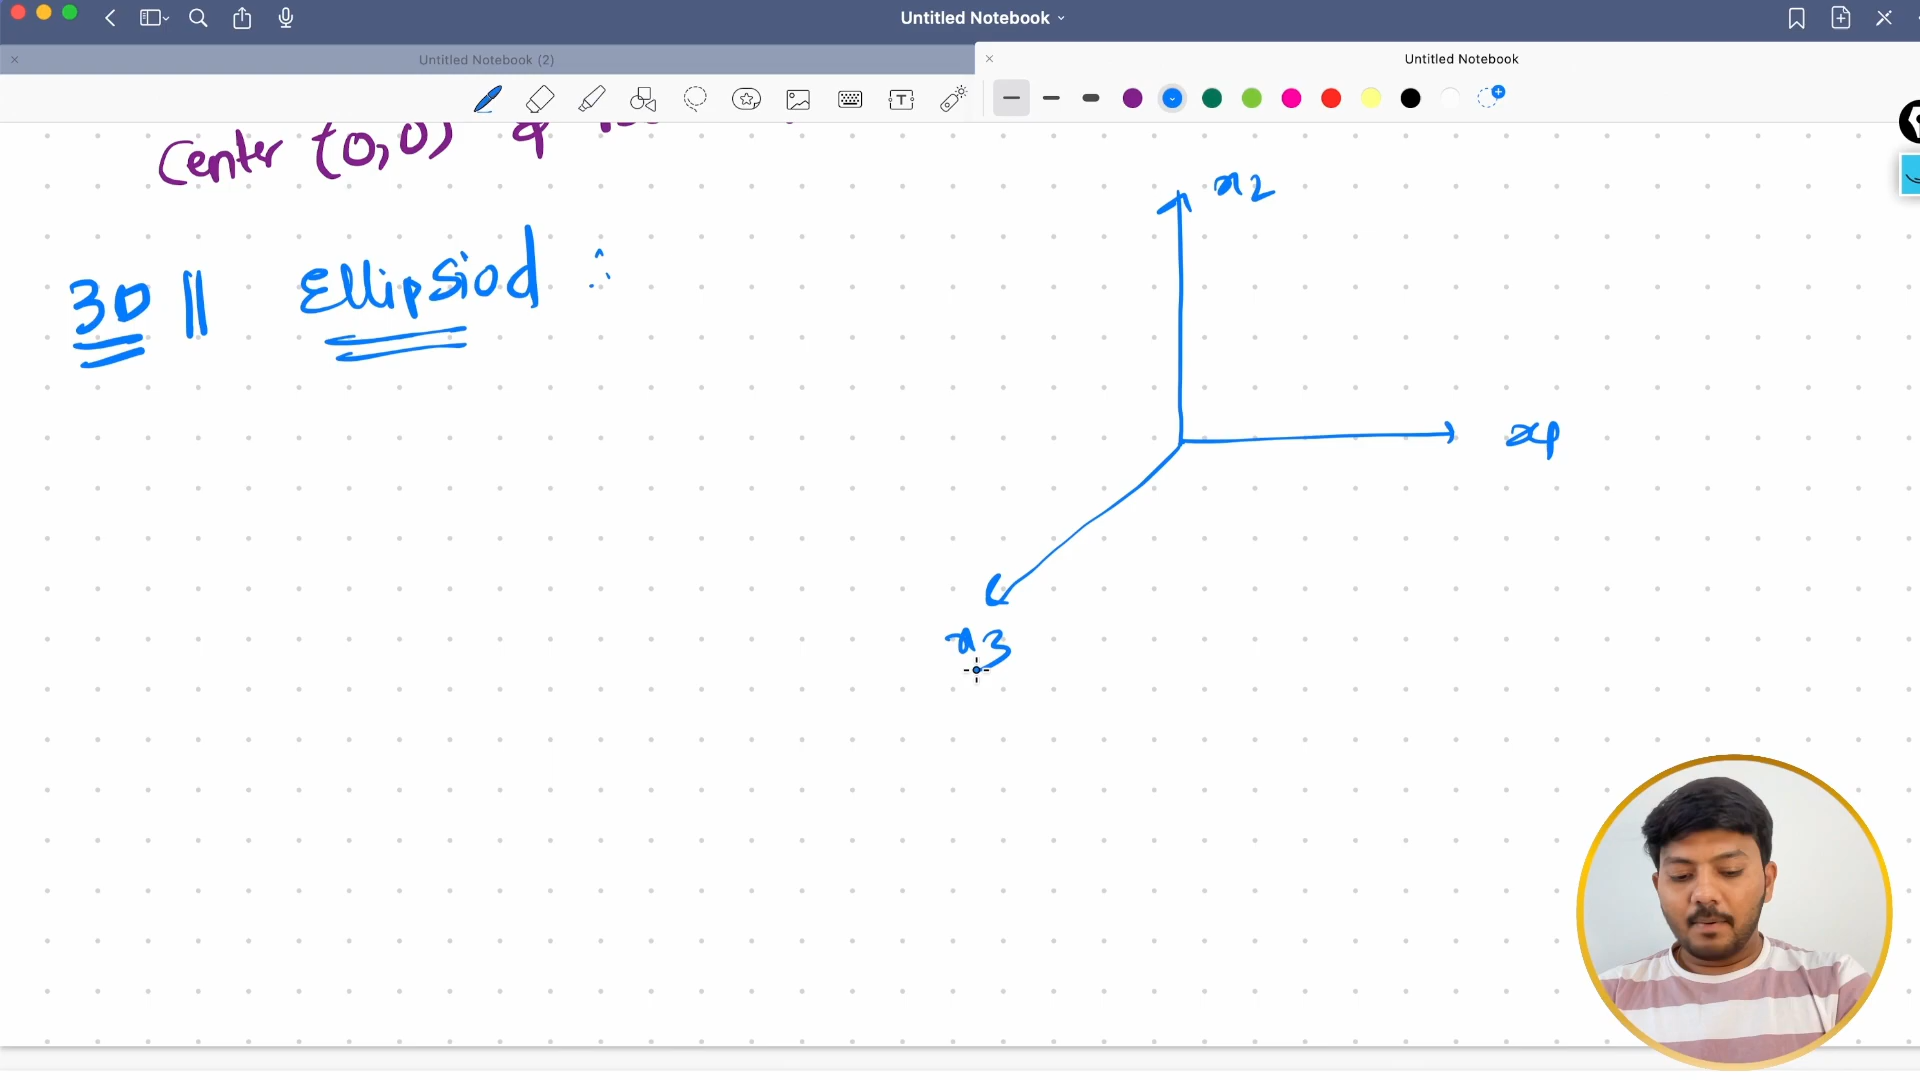 Untitled Notebook
Untitled Notebook (2)
Untitled Notebook
Center (0,0) &
3D || Ellipsiod :
x2
x1
x3